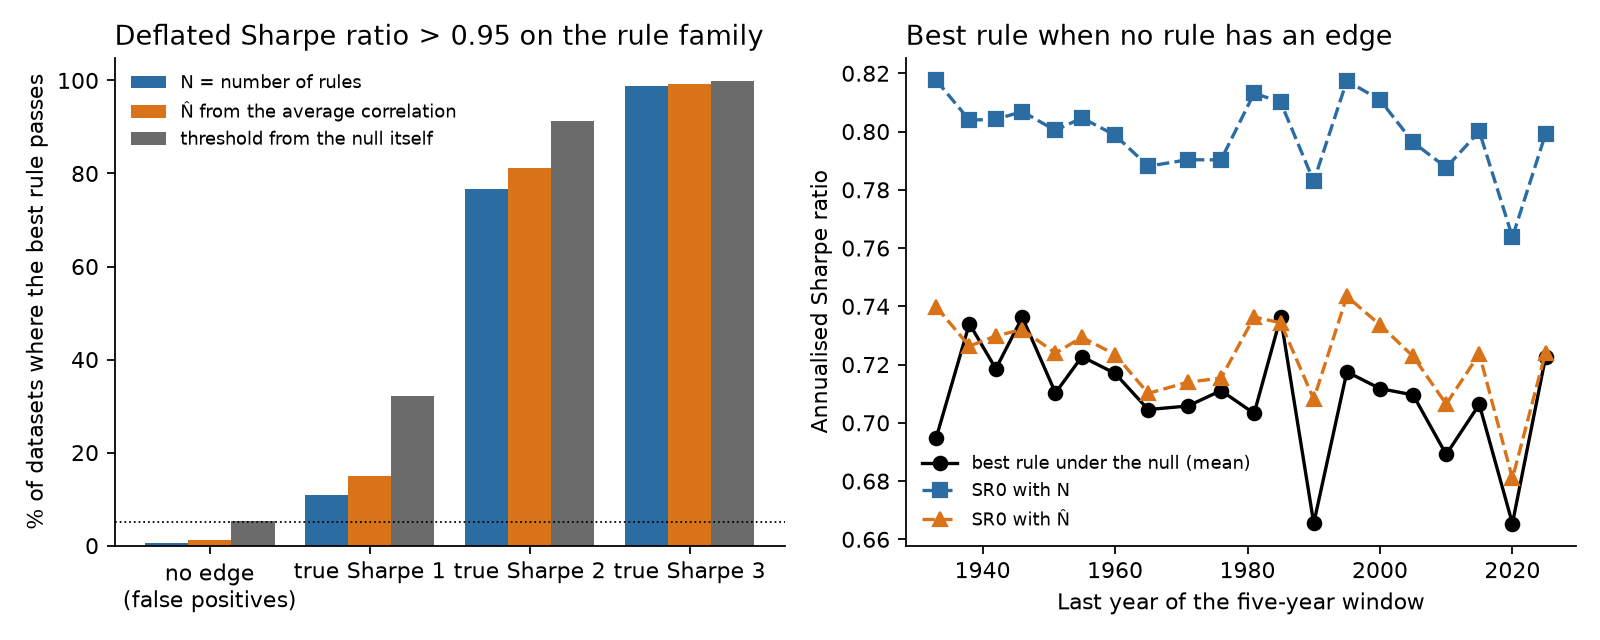 Deflated Sharpe ratio > 0.95 on the rule family
% of datasets where the best rule passes
100
80
60
40
20
0
N = number of rules
N̂ from the average correlation
threshold from the null itself
no edge
(false positives)
true Sharpe 1
true Sharpe 2
true Sharpe 3
Best rule when no rule has an edge
Annualised Sharpe ratio
0.82
0.80
0.78
0.76
0.74
0.72
0.70
0.68
0.66
best rule under the null (mean)
SR0 with N
SR0 with N̂
1940
1960
1980
2000
2020
Last year of the five-year window